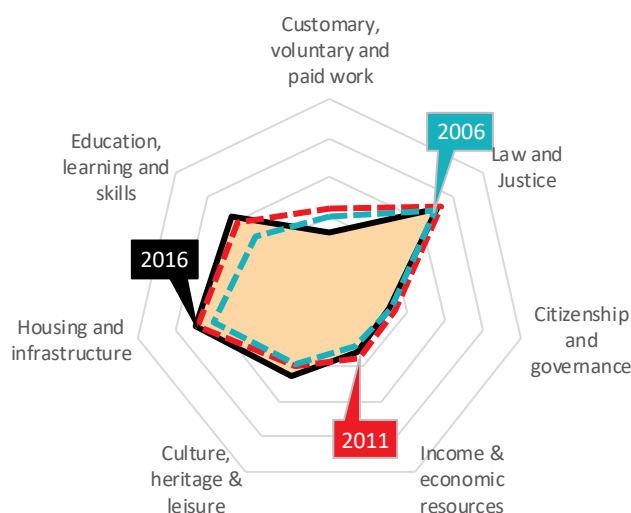 Customary,
voluntary and
paid work
2006
Law and
Justice
Education,
learning and
skills
2016
Housing and
infrastructure
Citizenship
and
governance
2011
Culture,
heritage &
leisure
Income &
economic
resources